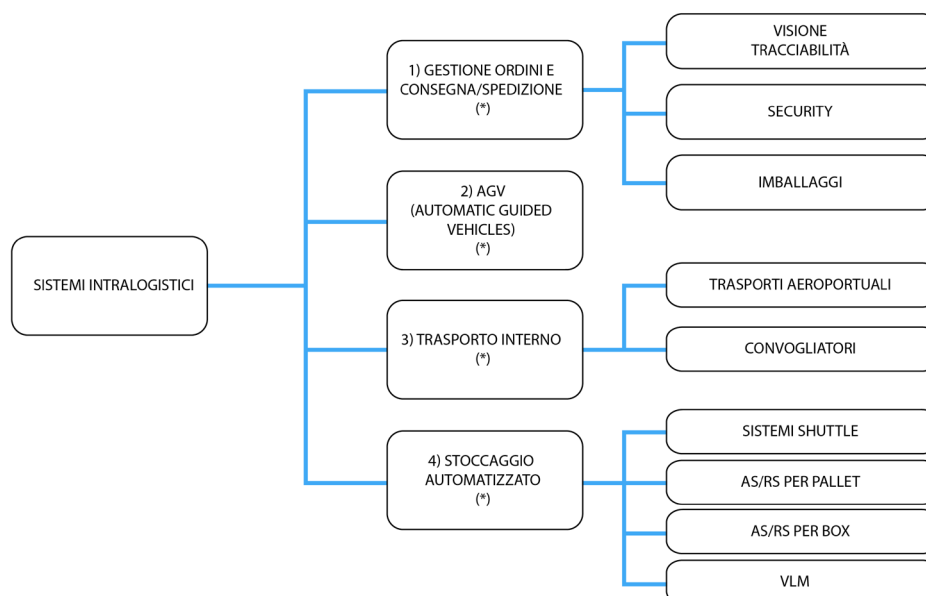 SISTEMI INTRALOGISTICI
1) GESTIONE ORDINI E
CONSEGNA/SPEDIZIONE
(*)
VISIONE
TRACCIABILITÀ
SECURITY
IMBALLAGGI
2) AGV
(AUTOMATIC GUIDED
VEHICLES)
(*)
3) TRASPORTO INTERNO
(*)
TRASPORTI AEROPORTUALI
CONVOGLIATORI
4) STOCCAGGIO
AUTOMATIZZATO
(*)
SISTEMI SHUTTLE
AS/RS PER PALLET
AS/RS PER BOX
VLM